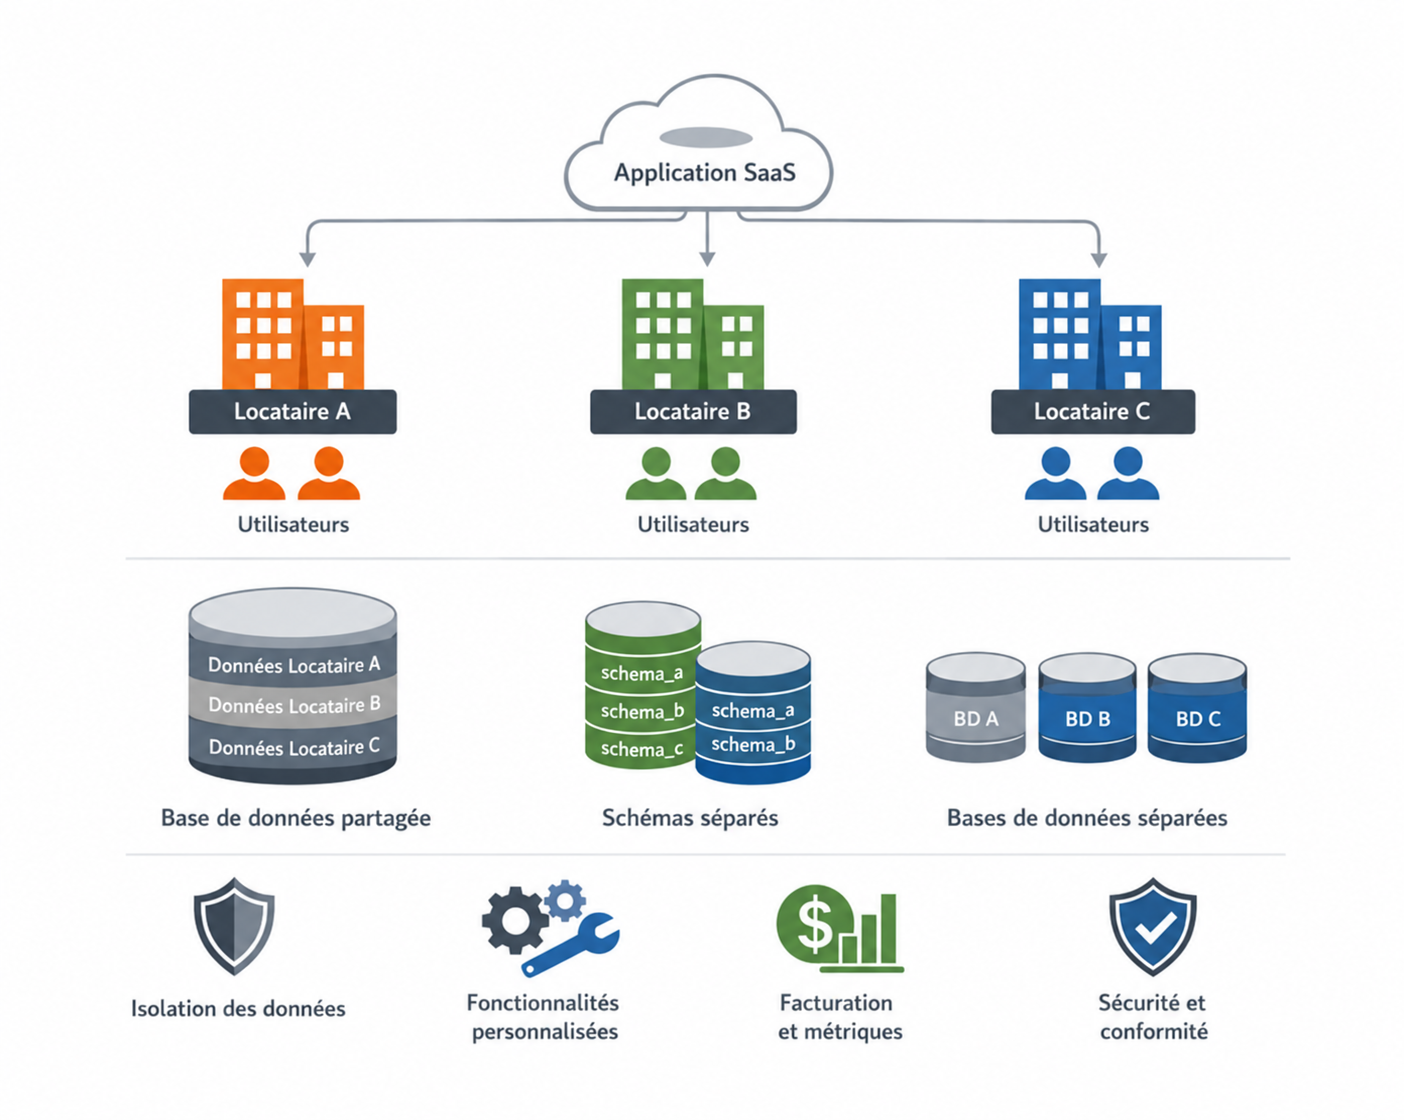 Application SaaS
Locataire A
Locataire B
Locataire C
Utilisateurs
Utilisateurs
Utilisateurs
Données Locataire A
Données Locataire B
Données Locataire C
schema_a
schema_b
schema_c
schema_a
schema_b
BD A
BD B
BD C
Base de données partagée
Schémas séparés
Bases de données séparées
$
Isolation des données
Fonctionnalités
personnalisées
Facturation
et métriques
Sécurité et
conformité